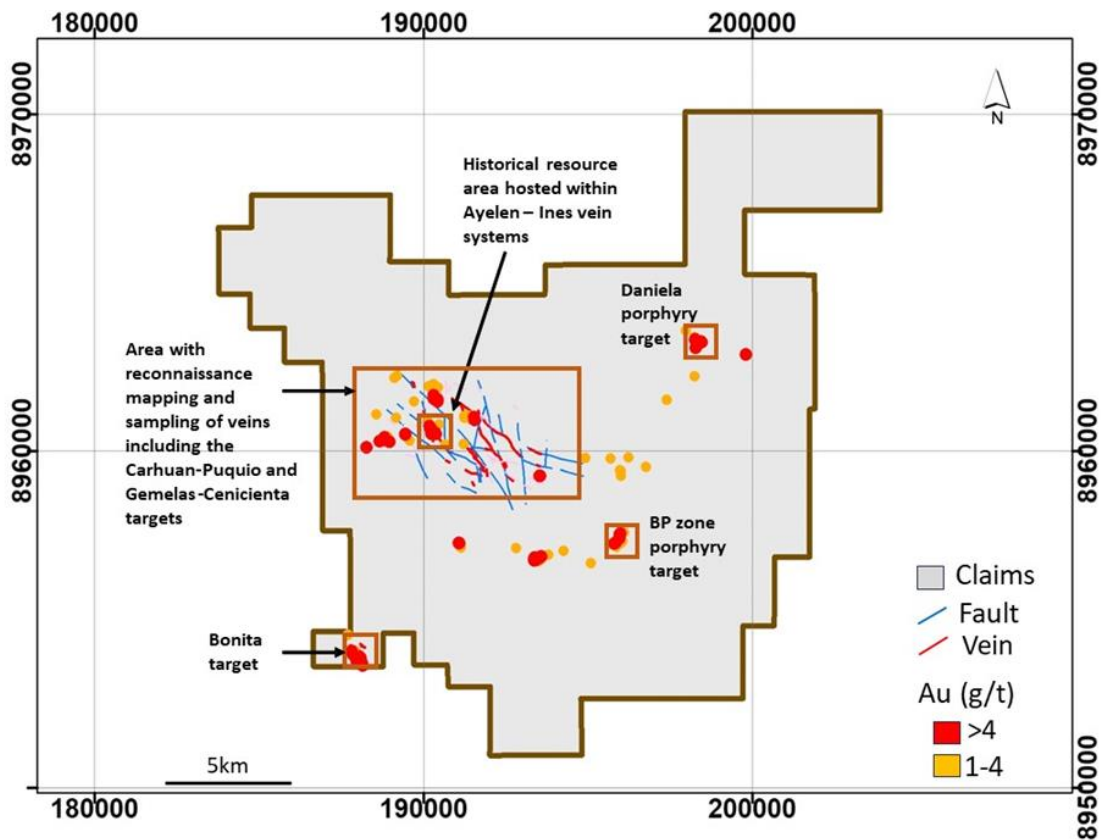 180000
190000
200000
8970000
8970000
N
Historical resource
area hosted within
Ayelen – Ines vein
systems
Daniela
porphyry
target
Area with
reconnaissance
mapping and
sampling of veins
including the
Carhuan-Puquio and
Gemelas-Cenicienta
targets
8960000
8960000
BP zone
porphyry
target
Claims
Fault
Vein
Bonita
target
Au (g/t)
>4
1-4
5km
8950000
180000
190000
200000